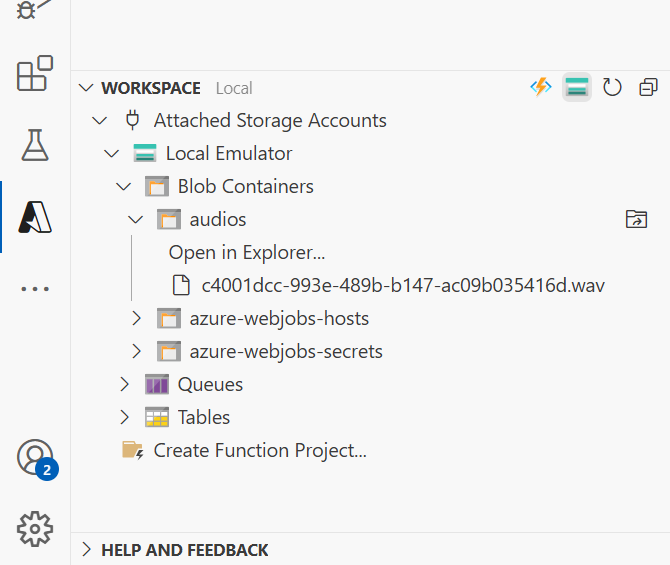 WORKSPACE Local
Attached Storage Accounts
Local Emulator
Blob Containers
audios
Open in Explorer...
c4001dcc-993e-489b-b147-ac09b035416d.wav
azure-webjobs-hosts
azure-webjobs-secrets
Queues
Tables
Create Function Project...
2
HELP AND FEEDBACK